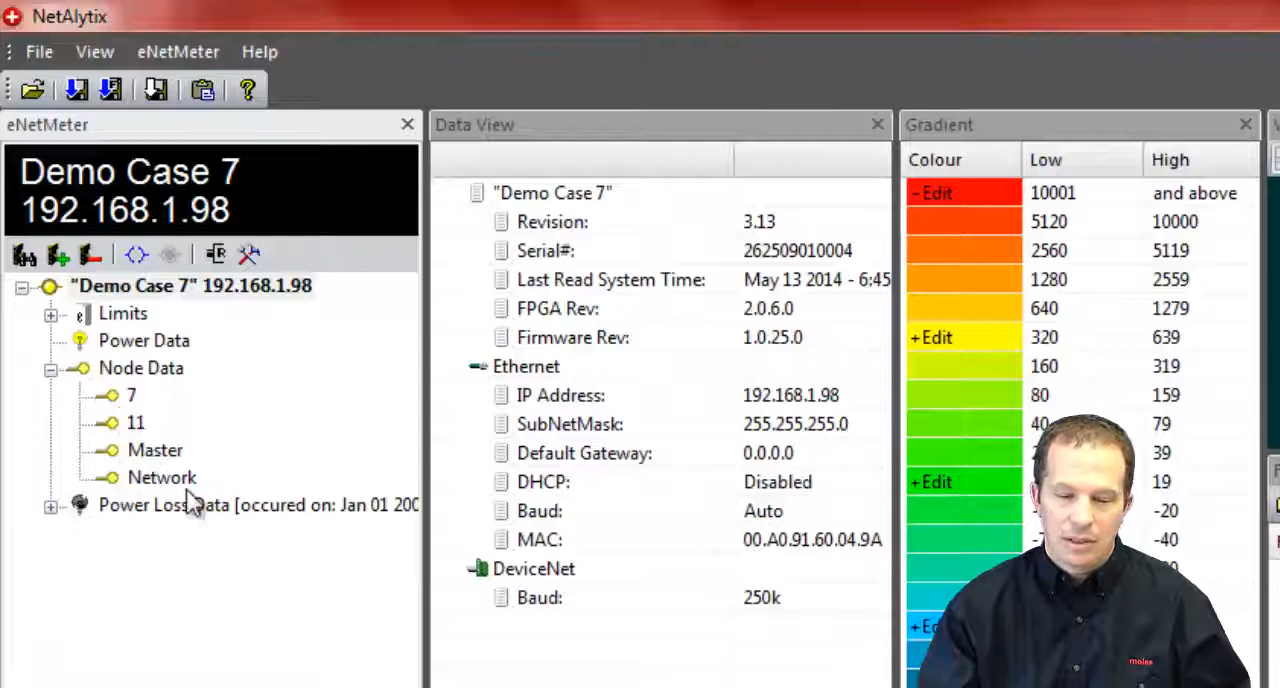 NetAlytix
File View eNetMeter Help
eNetMeter
Demo Case 7
192.168.1.98
"Demo Case 7" 192.168.1.98
Limits
Power Data
Node Data
7
11
Master
Network
Power Loss Data [occured on: Jan 01 200
Data View
"Demo Case 7"
Revision: 3.13
Serial#: 262509010004
Last Read System Time: May 13 2014 - 6:45
FPGA Rev: 2.0.6.0
Firmware Rev: 1.0.25.0
Ethernet
IP Address: 192.168.1.98
SubNetMask: 255.255.255.0
Default Gateway: 0.0.0.0
DHCP: Disabled
Baud: Auto
MAC: 00.A0.91.60.04.9A
DeviceNet
Baud: 250k
Gradient
Colour Low High
-Edit 10001 and above
5120 10000
2560 5119
1280 2559
640 1279
+Edit 320 639
160 319
80 159
40 79
39
+Edit 19
-20
-40
molex